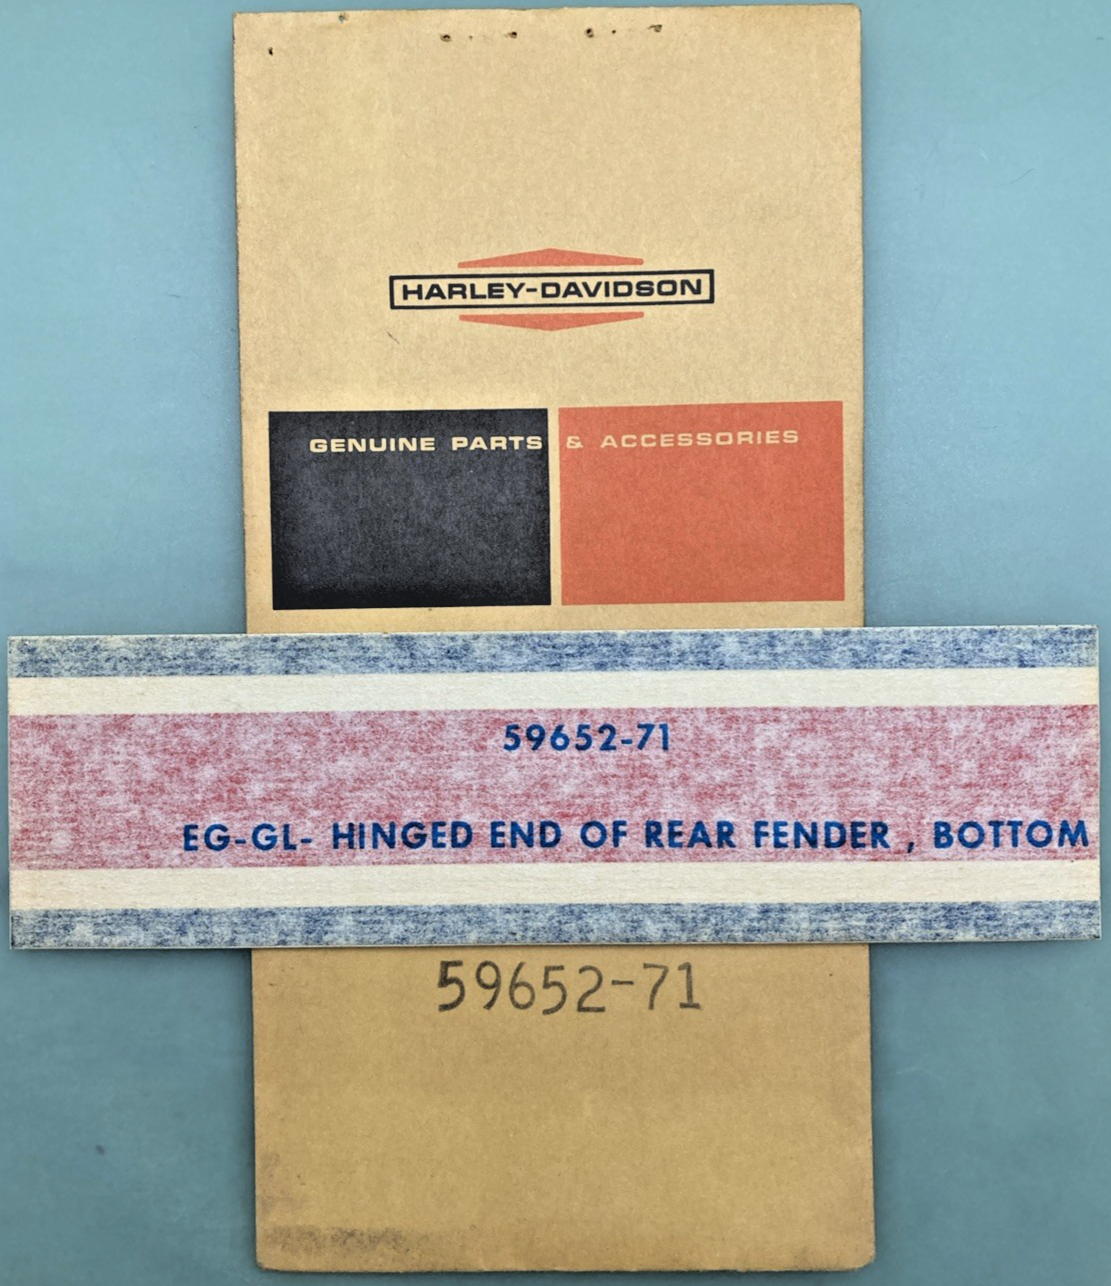 HARLEY-DAVIDSON
GENUINE PARTS & ACCESSORIES
59652-71
EG-GL- HINGED END OF REAR FENDER , BOTTOM
59652-71